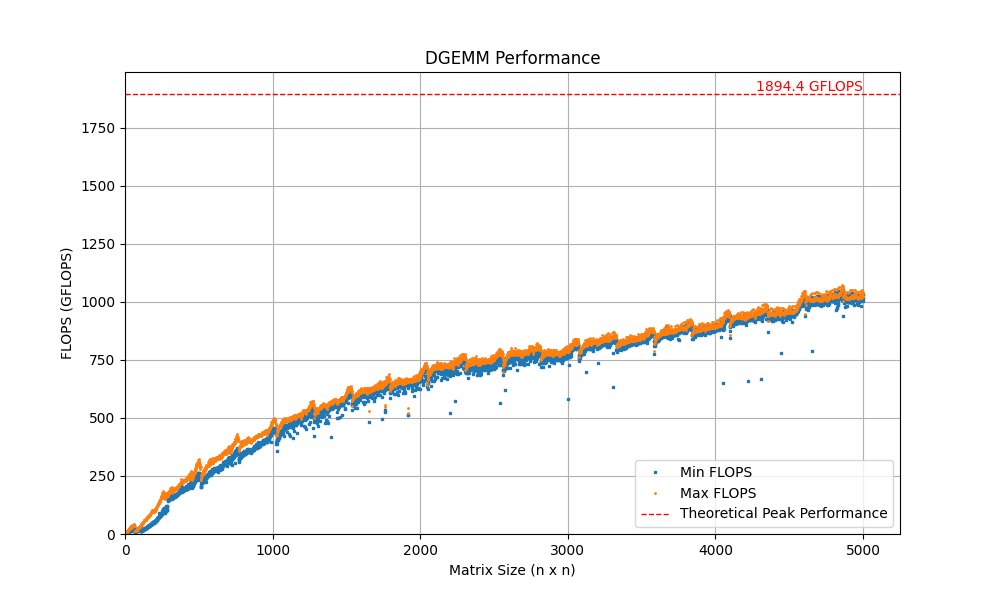 DGEMM Performance
1894.4 GFLOPS
FLOPS (GFLOPS)
1750
1500
1250
1000
750
500
250
0
0 1000 2000 3000 4000 5000
Matrix Size (n x n)
Min FLOPS
Max FLOPS
Theoretical Peak Performance